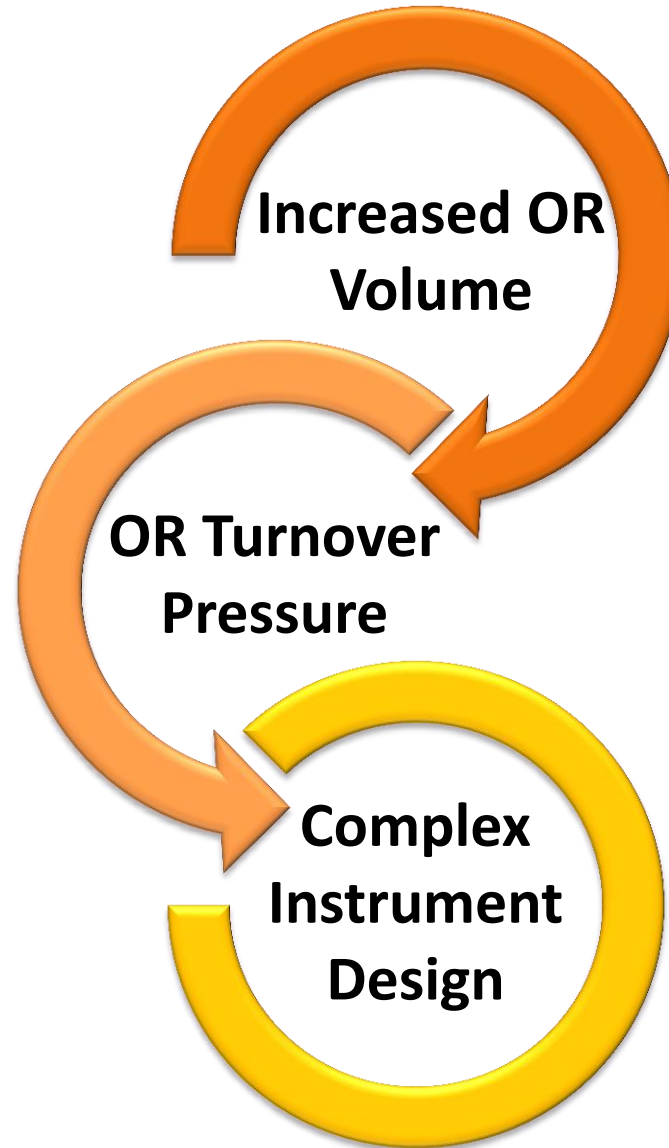 Increased OR
Volume
OR Turnover
Pressure
Complex
Instrument
Design